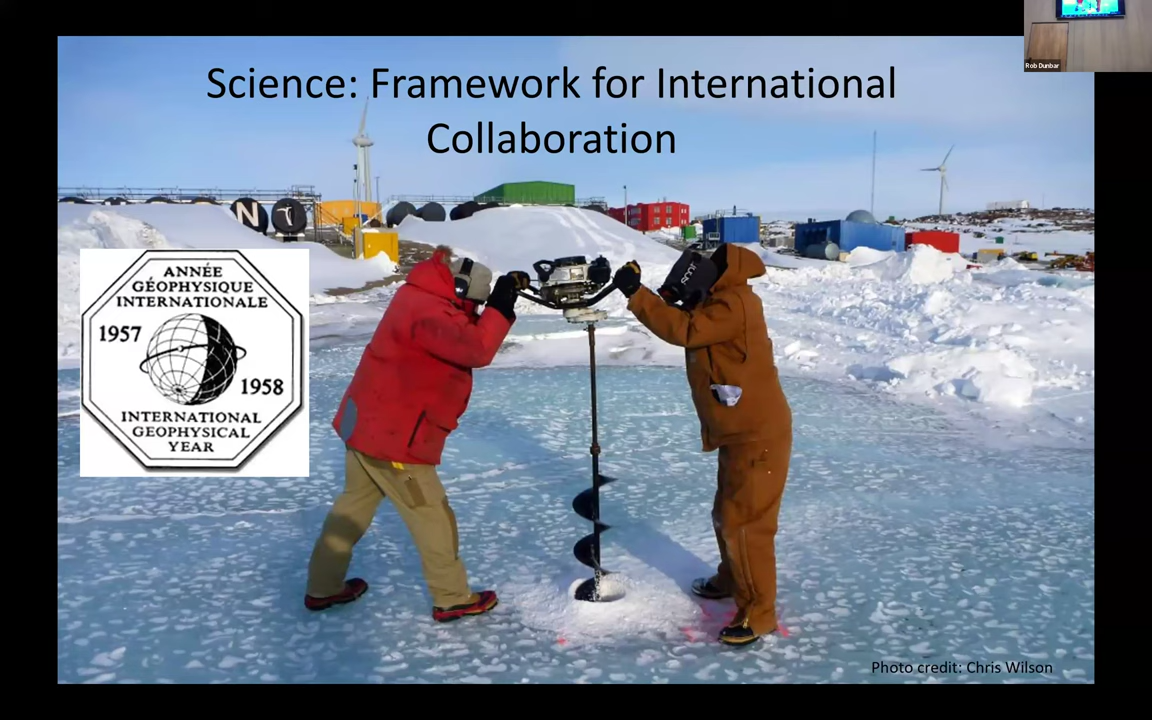 Science: Framework for International
Collaboration
Rob Dunbar
N
ANNÉE
GÉOPHYSIQUE
INTERNATIONALE
1957
1958
INTERNATIONAL
GEOPHYSICAL
YEAR
Photo credit: Chris Wilson